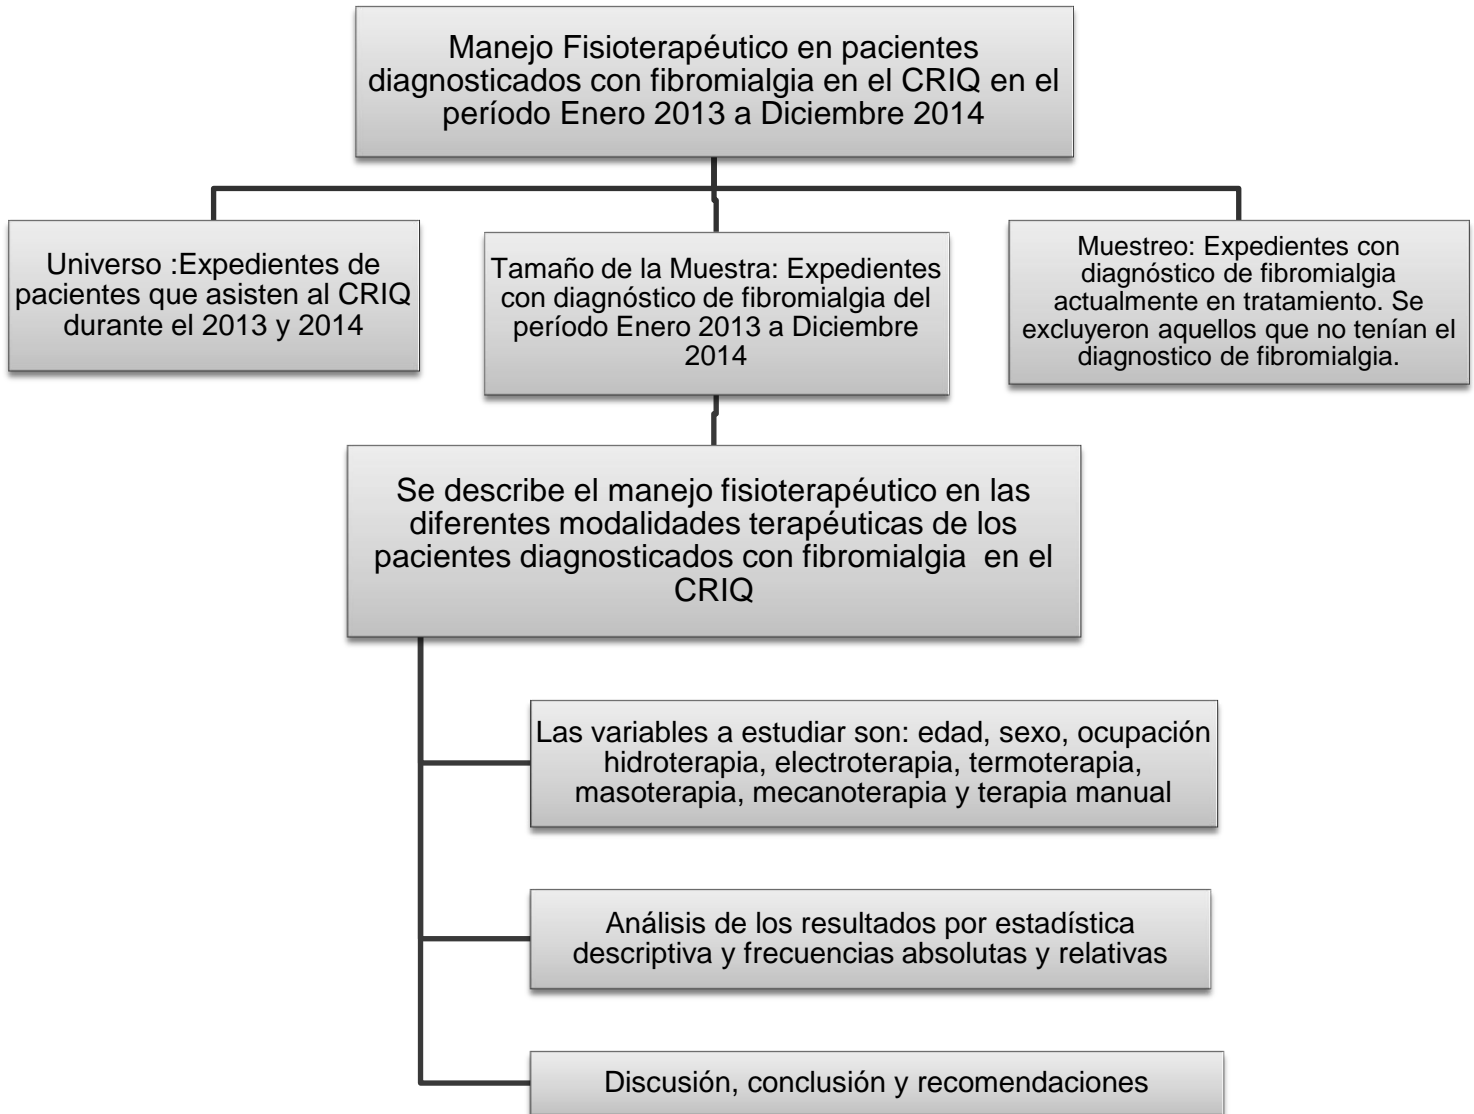 Manejo Fisioterapéutico en pacientes
diagnosticados con fibromialgia en el CRIQ en el
período Enero 2013 a Diciembre 2014
Universo :Expedientes de
pacientes que asisten al CRIQ
durante el 2013 y 2014
Tamaño de la Muestra: Expedientes
con diagnóstico de fibromialgia del
período Enero 2013 a Diciembre
2014
Muestreo: Expedientes con
diagnóstico de fibromialgia
actualmente en tratamiento. Se
excluyeron aquellos que no tenían el
diagnostico de fibromialgia.
Se describe el manejo fisioterapéutico en las
diferentes modalidades terapéuticas de los
pacientes diagnosticados con fibromialgia en el
CRIQ
Las variables a estudiar son: edad, sexo, ocupación
hidroterapia, electroterapia, termoterapia,
masoterapia, mecanoterapia y terapia manual
Análisis de los resultados por estadística
descriptiva y frecuencias absolutas y relativas
Discusión, conclusión y recomendaciones